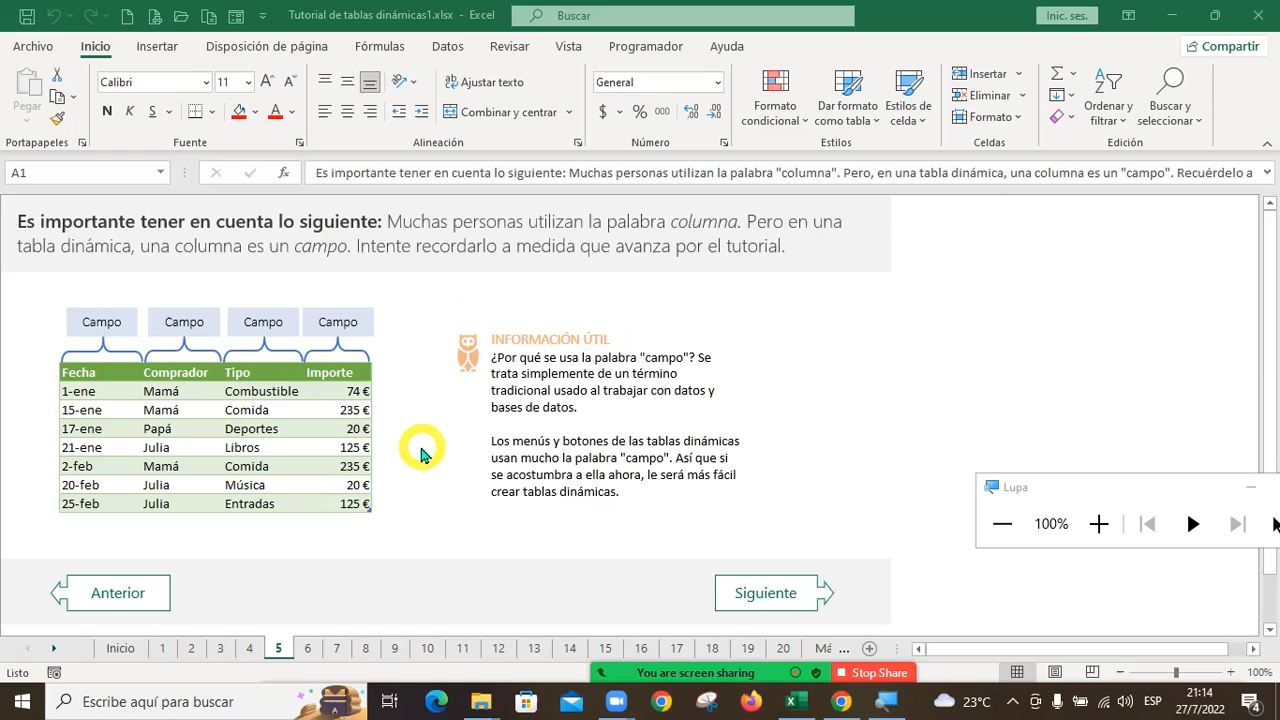 Tutorial de tablas dinámicas1.xlsx - Excel
Buscar
Inic. ses.
Archivo Inicio Insertar Disposición de página Fórmulas Datos Revisar Vista Programador Ayuda
Compartir
Pegar
Calibri 11
N K S
Ajustar texto
Combinar y centrar
General
$ % 000
Formato condicional
Dar formato como tabla
Estilos de celda
Insertar
Eliminar
Formato
Ordenar y filtrar
Buscar y seleccionar
Portapapeles Fuente Alineación Número Estilos Celdas Edición
A1 fx Es importante tener en cuenta lo siguiente: Muchas personas utilizan la palabra "columna". Pero, en una tabla dinámica, una columna es un "campo". Recuérdelo a
Es importante tener en cuenta lo siguiente: Muchas personas utilizan la palabra columna. Pero en una
tabla dinámica, una columna es un campo. Intente recordarlo a medida que avanza por el tutorial.
Campo Campo Campo Campo
Fecha Comprador Tipo Importe
1-ene Mamá Combustible 74 €
15-ene Mamá Comida 235 €
17-ene Papá Deportes 20 €
21-ene Julia Libros 125 €
2-feb Mamá Comida 235 €
20-feb Julia Música 20 €
25-feb Julia Entradas 125 €
INFORMACIÓN ÚTIL
¿Por qué se usa la palabra "campo"? Se
trata simplemente de un término
tradicional usado al trabajar con datos y
bases de datos.
Los menús y botones de las tablas dinámicas
usan mucho la palabra "campo". Así que si
se acostumbra a ella ahora, le será más fácil
crear tablas dinámicas.
Lupa
100%
Anterior
Siguiente
Inicio 1 2 3 4 5 6 7 8 9 10 11 12 13 14 15 16 17 18 19 20 Má ...
Listo
You are screen sharing
Stop Share
100%
Escribe aquí para buscar
23°C
ESP
21:14
27/7/2022
4